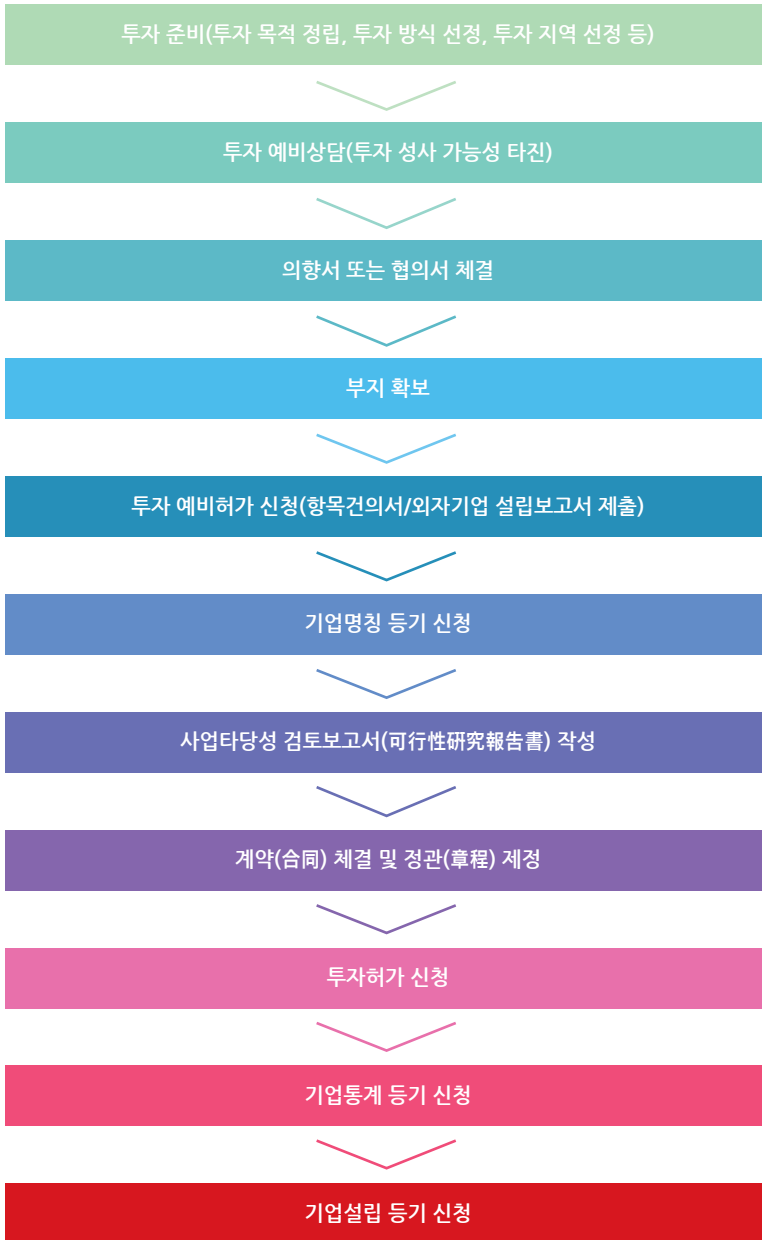 투자 준비(투자 목적 정립, 투자 방식 선정, 투자 지역 선정 등)
투자 예비상담(투자 성사 가능성 타진)
의향서 또는 협의서 체결
부지 확보
투자 예비허가 신청(항목건의서/외자기업 설립보고서 제출)
기업명칭 등기 신청
사업타당성 검토보고서(可行性硏究報告書) 작성
계약(合同) 체결 및 정관(章程) 제정
투자허가 신청
기업통계 등기 신청
기업설립 등기 신청